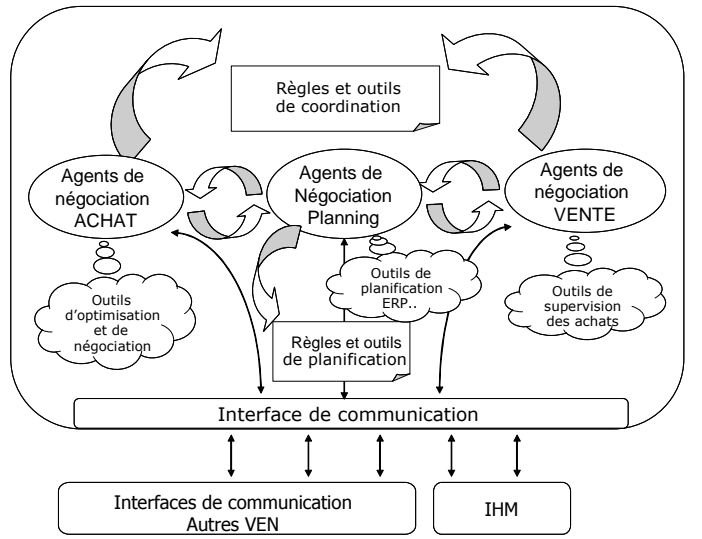 Règles et outils
de coordination
Agents de
négociation
ACHAT
Agents de
Négociation
Planning
Agents de
négociation
VENTE
Outils
d'optimisation
et de
négociation
Outils de
planification
ERP..
Outils de
supervision
des achats
Règles et outils
de planification
Interface de communication
Interfaces de communication
Autres VEN
IHM